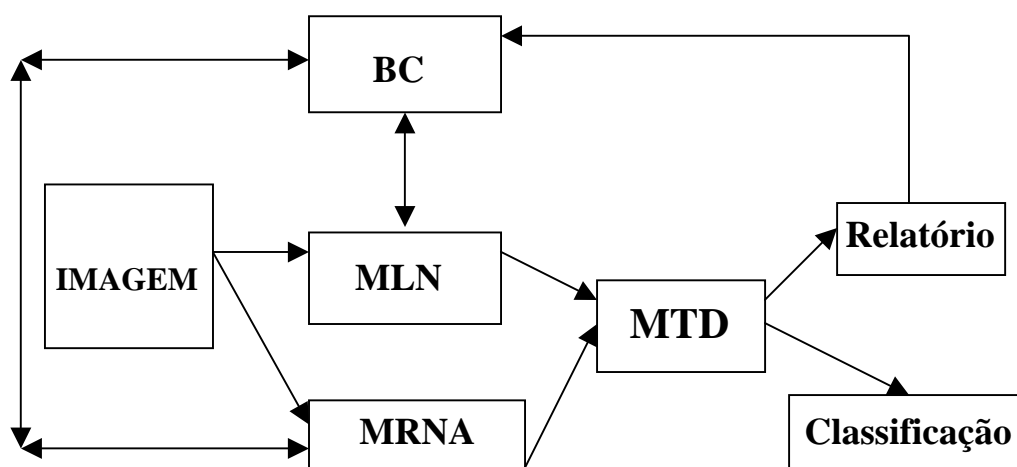 BC
IMAGEM
MLN
MRNA
MTD
Relatório
Classificação